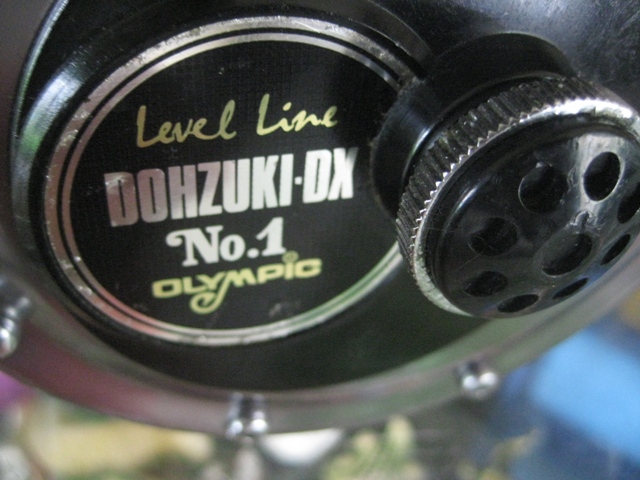 Level Line
DOHZUKI·DX
No.1
OLYMPIC®